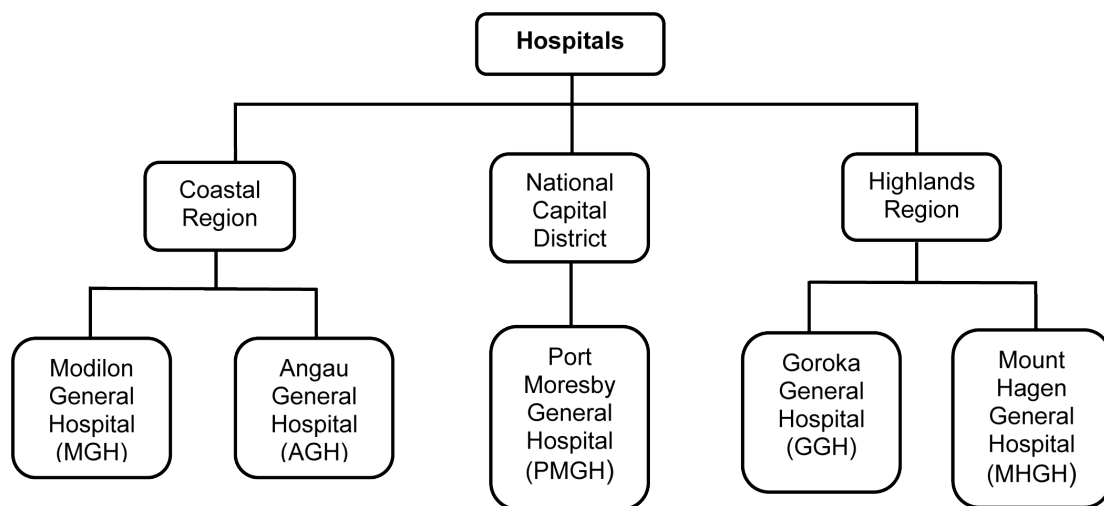 Hospitals
Coastal
Region
National
Capital
District
Highlands
Region
Modilon
General
Hospital
(MGH)
Angau
General
Hospital
(AGH)
Port
Moresby
General
Hospital
(PMGH)
Goroka
General
Hospital
(GGH)
Mount
Hagen
General
Hospital
(MHGH)